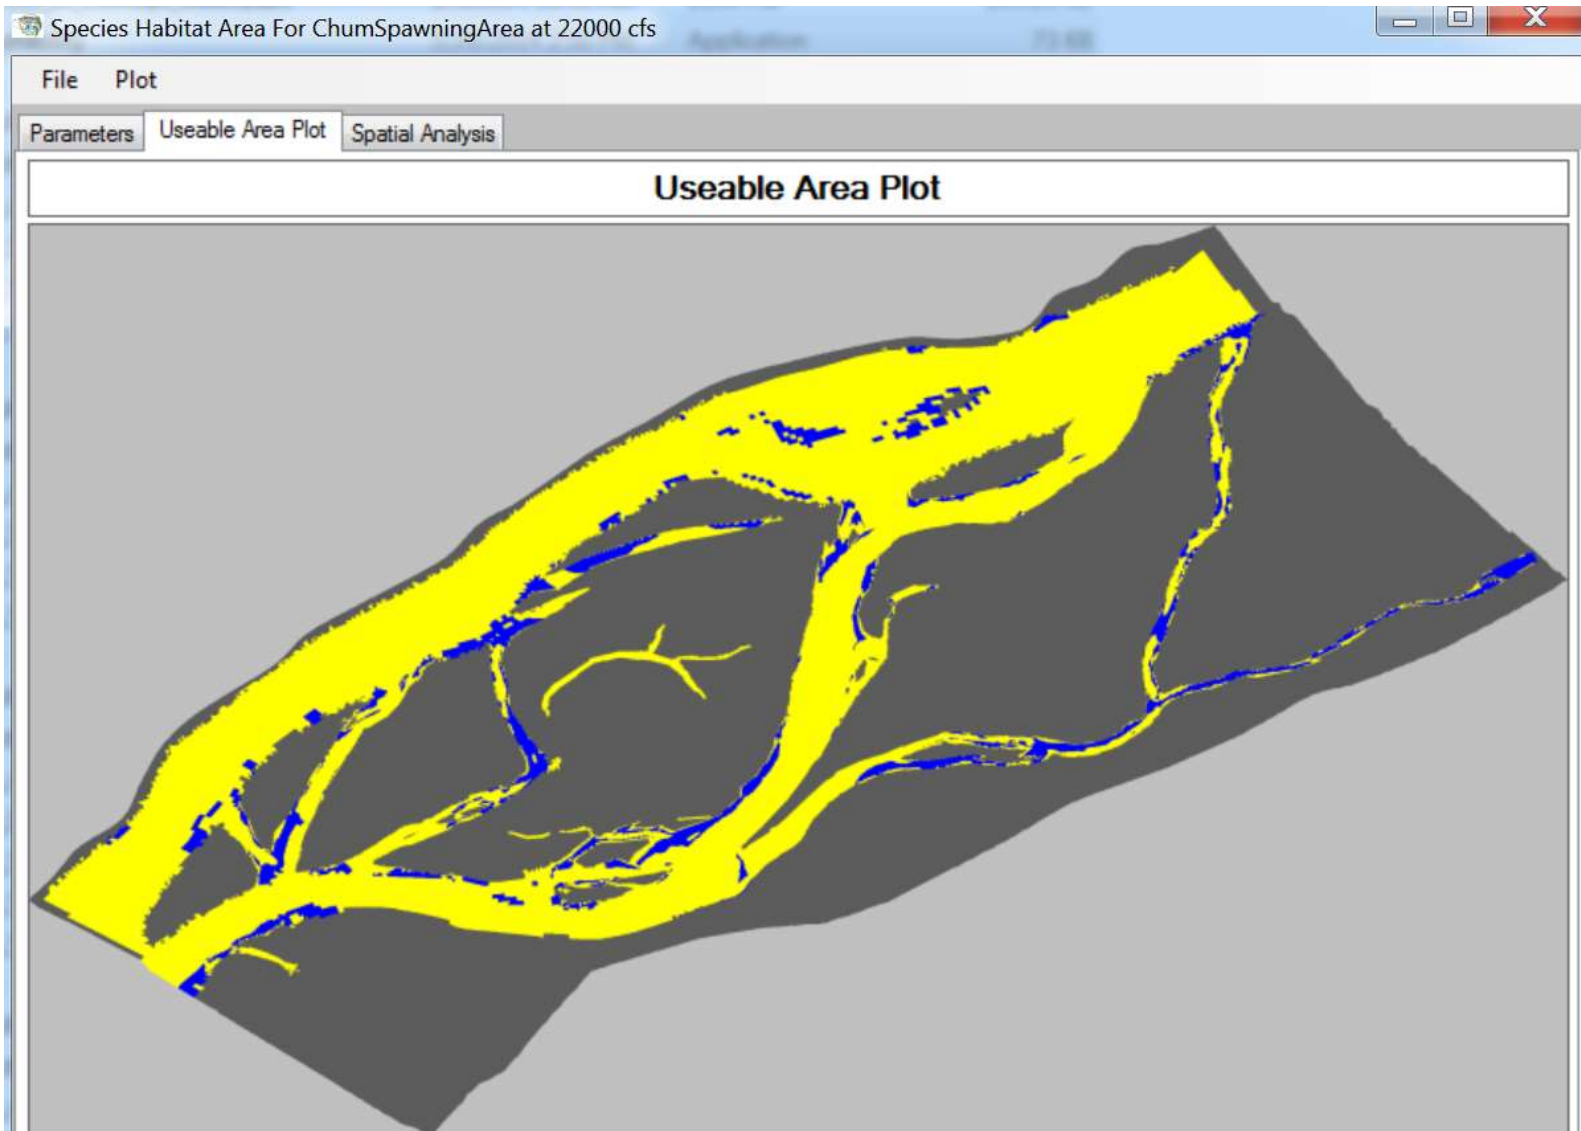 Species Habitat Area For ChumSpawningArea at 22000 cfs
File Plot
Parameters Useable Area Plot Spatial Analysis
Useable Area Plot